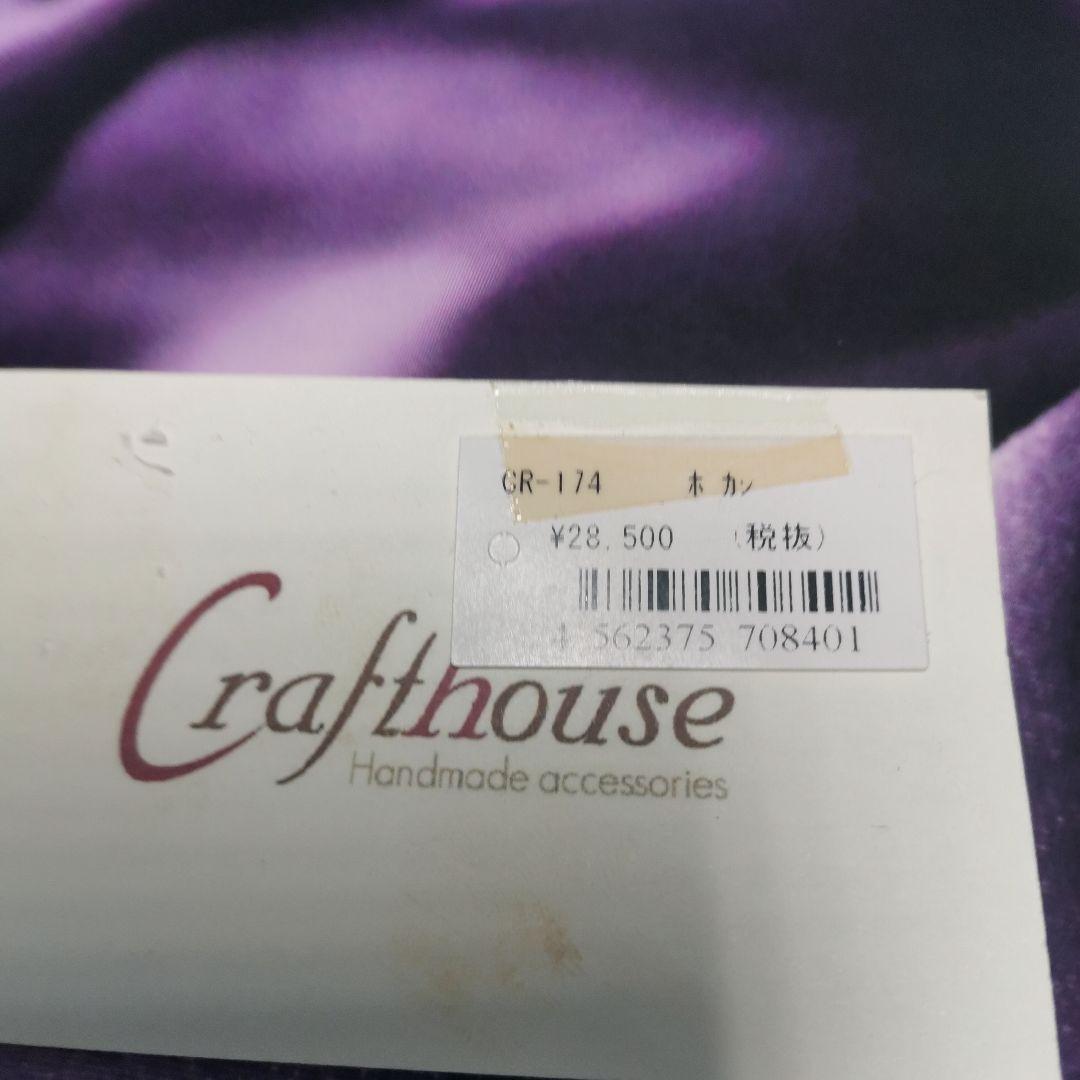 CR-174 ホ カン
¥28,500 (税抜)
4 562375 708401
Crafthouse
Handmade accessories